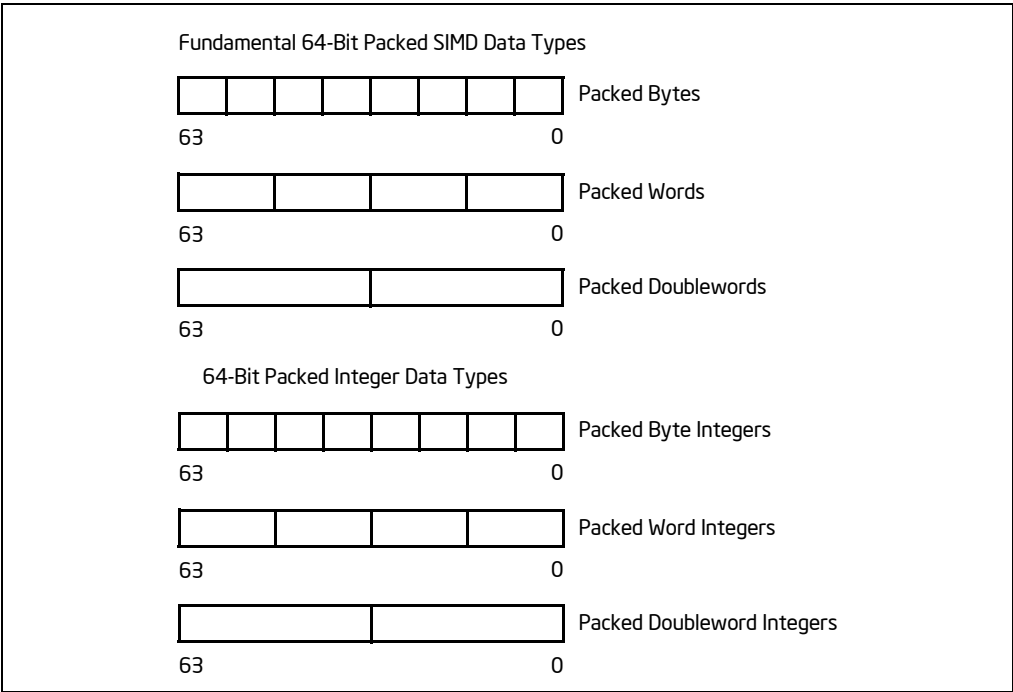 Fundamental 64-Bit Packed SIMD Data Types
Packed Bytes
63 0
Packed Words
63 0
Packed Doublewords
63 0
64-Bit Packed Integer Data Types
Packed Byte Integers
63 0
Packed Word Integers
63 0
Packed Doubleword Integers
63 0